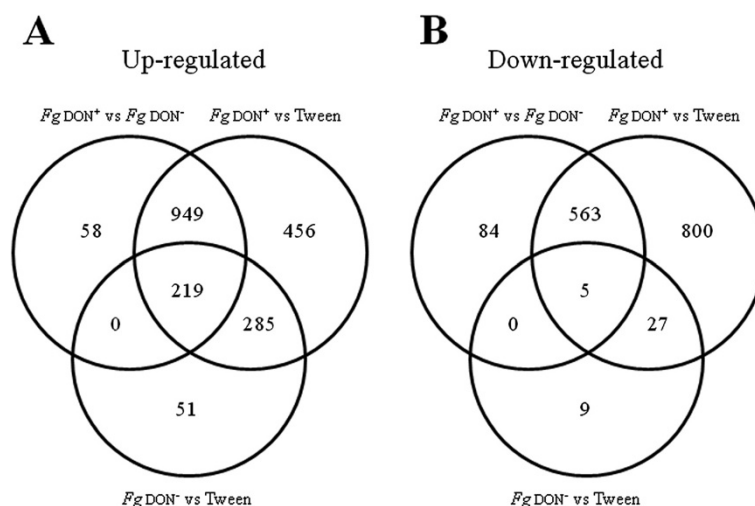 A
Up-regulated
Fg DON⁺ vs Fg DON⁻ Fg DON⁺ vs Tween
58 949 456
219
0 285
51
Fg DON⁻ vs Tween
B
Down-regulated
Fg DON⁺ vs Fg DON⁻ Fg DON⁺ vs Tween
84 563 800
5
0 27
9
Fg DON⁻ vs Tween